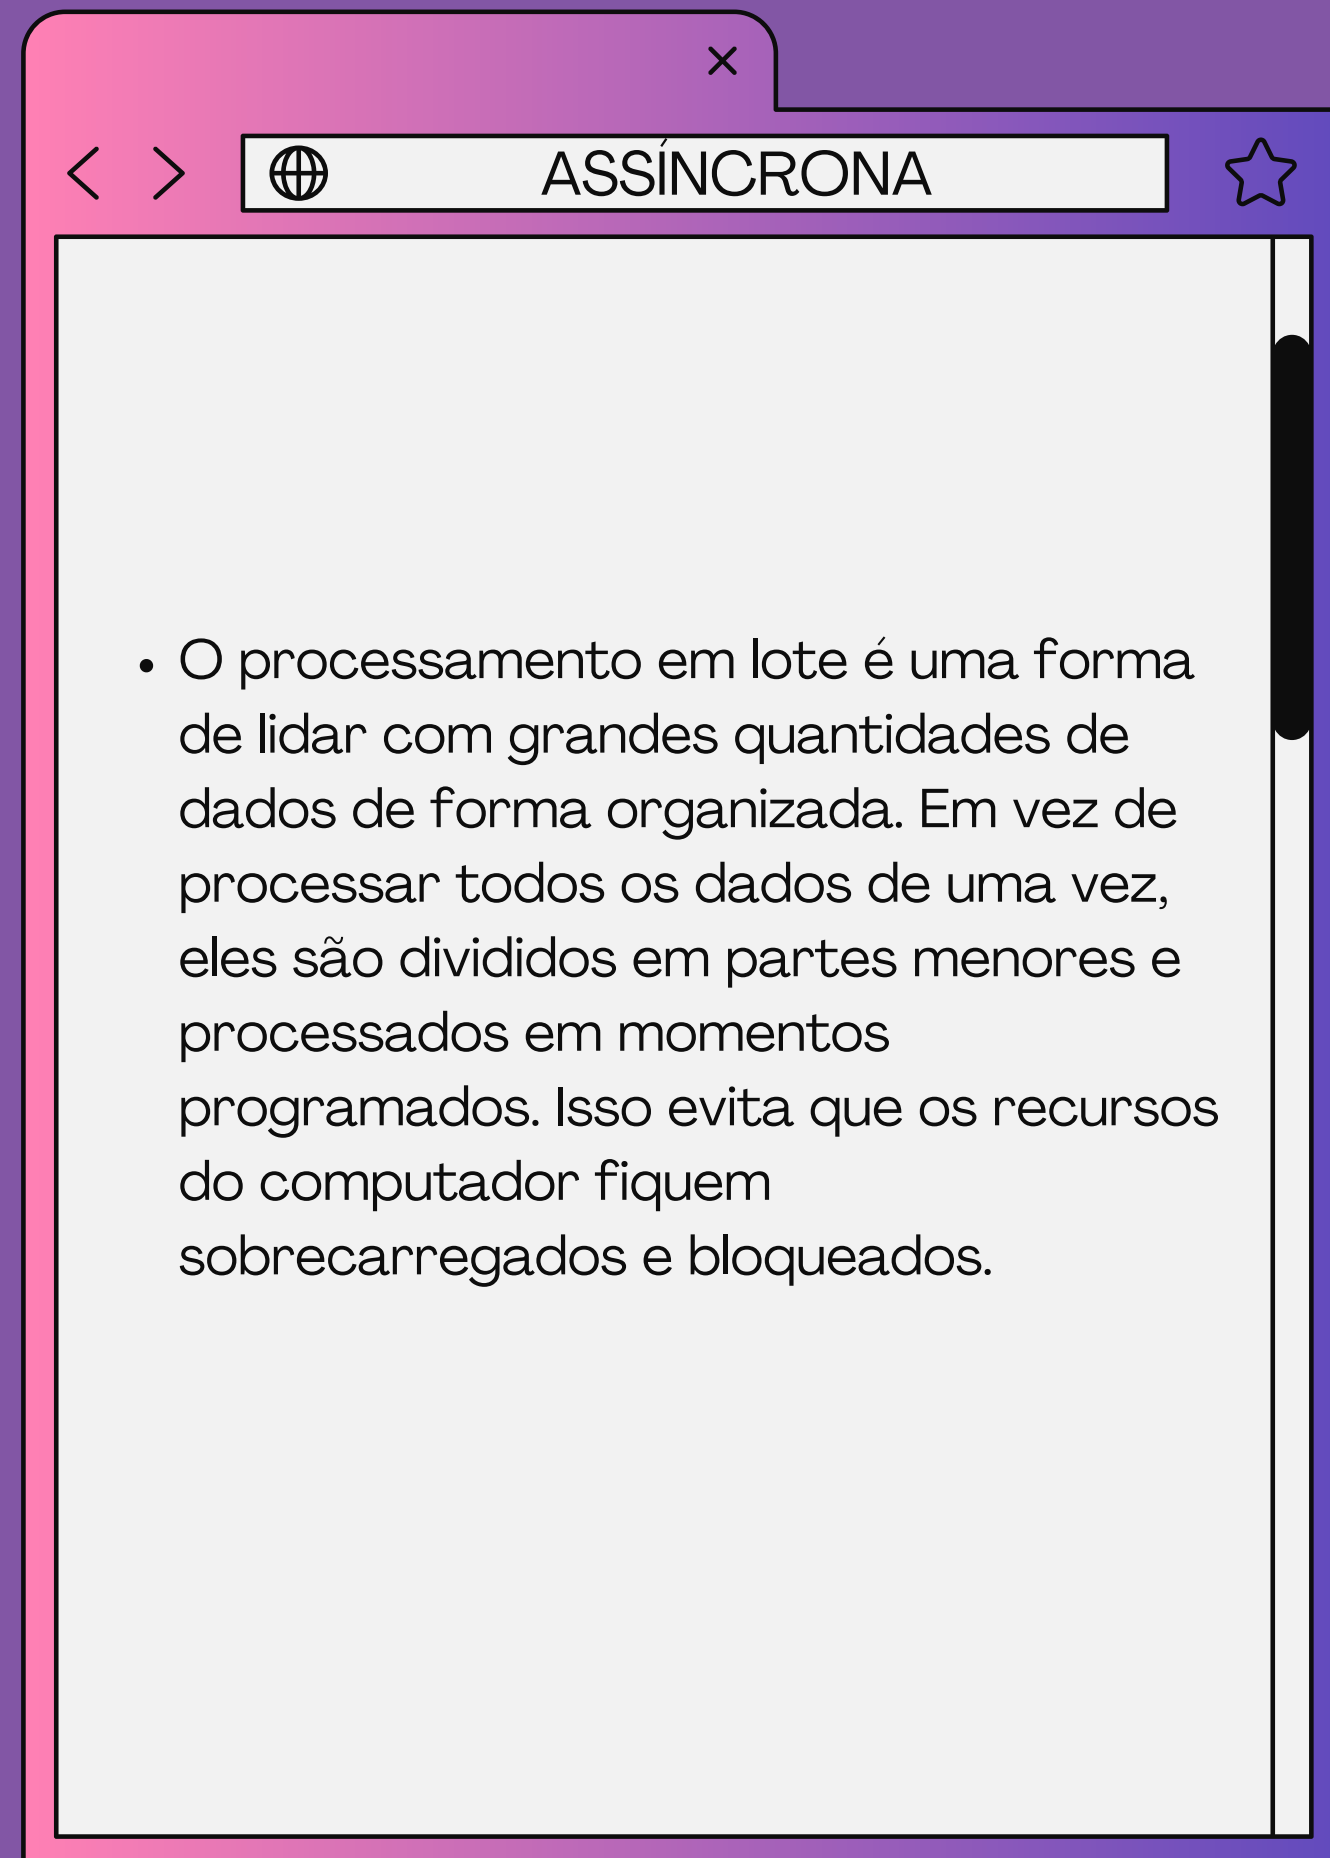 ASSÍNCRONA
• O processamento em lote é uma forma
de lidar com grandes quantidades de
dados de forma organizada. Em vez de
processar todos os dados de uma vez,
eles são divididos em partes menores e
processados em momentos
programados. Isso evita que os recursos
do computador fiquem
sobrecarregados e bloqueados.